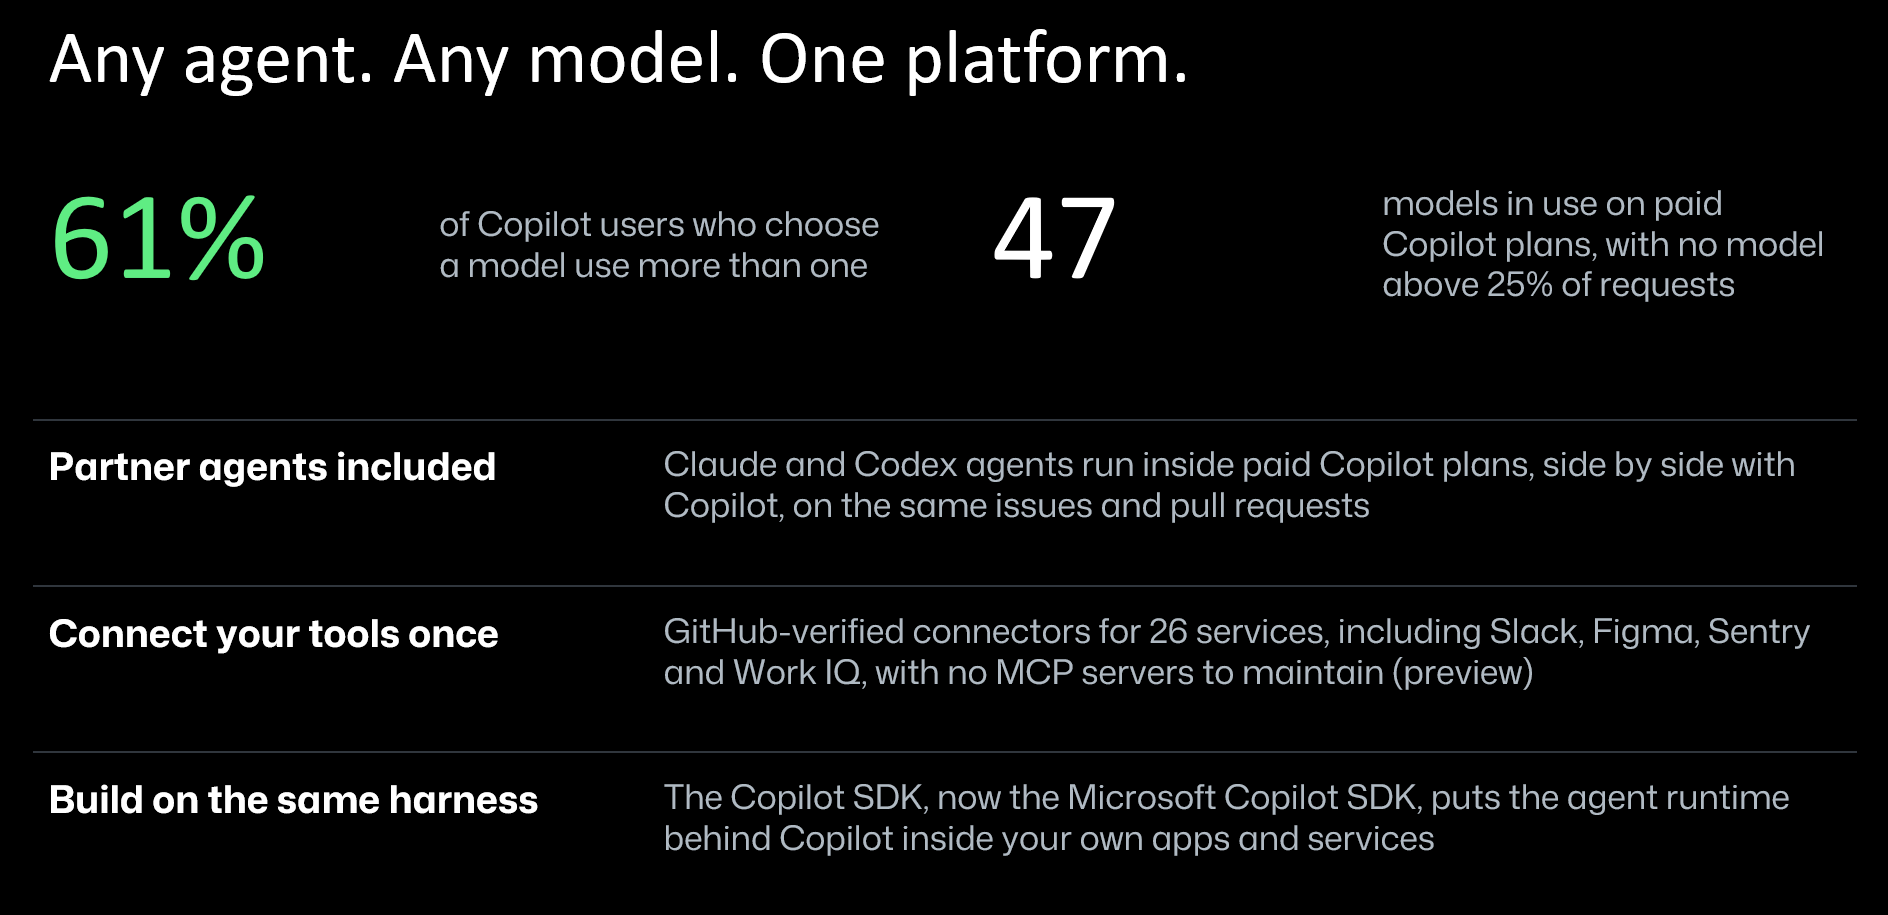 Any agent. Any model. One platform.
61%
of Copilot users who choose
a model use more than one
47
models in use on paid
Copilot plans, with no model
above 25% of requests
Partner agents included
Claude and Codex agents run inside paid Copilot plans, side by side with
Copilot, on the same issues and pull requests
Connect your tools once
GitHub-verified connectors for 26 services, including Slack, Figma, Sentry
and Work IQ, with no MCP servers to maintain (preview)
Build on the same harness
The Copilot SDK, now the Microsoft Copilot SDK, puts the agent runtime
behind Copilot inside your own apps and services